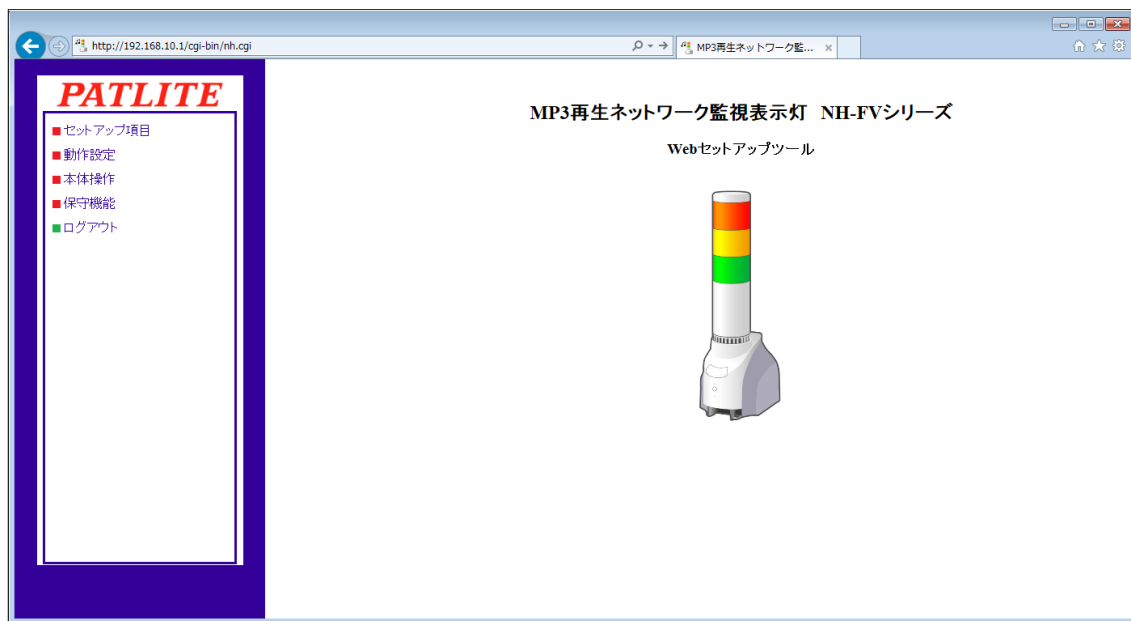 http://192.168.10.1/cgi-bin/nh.cgi
MP3再生ネットワーク監...
PATLITE
セットアップ項目
動作設定
本体操作
保守機能
ログアウト
MP3再生ネットワーク監視表示灯 NH-FVシリーズ
Webセットアップツール